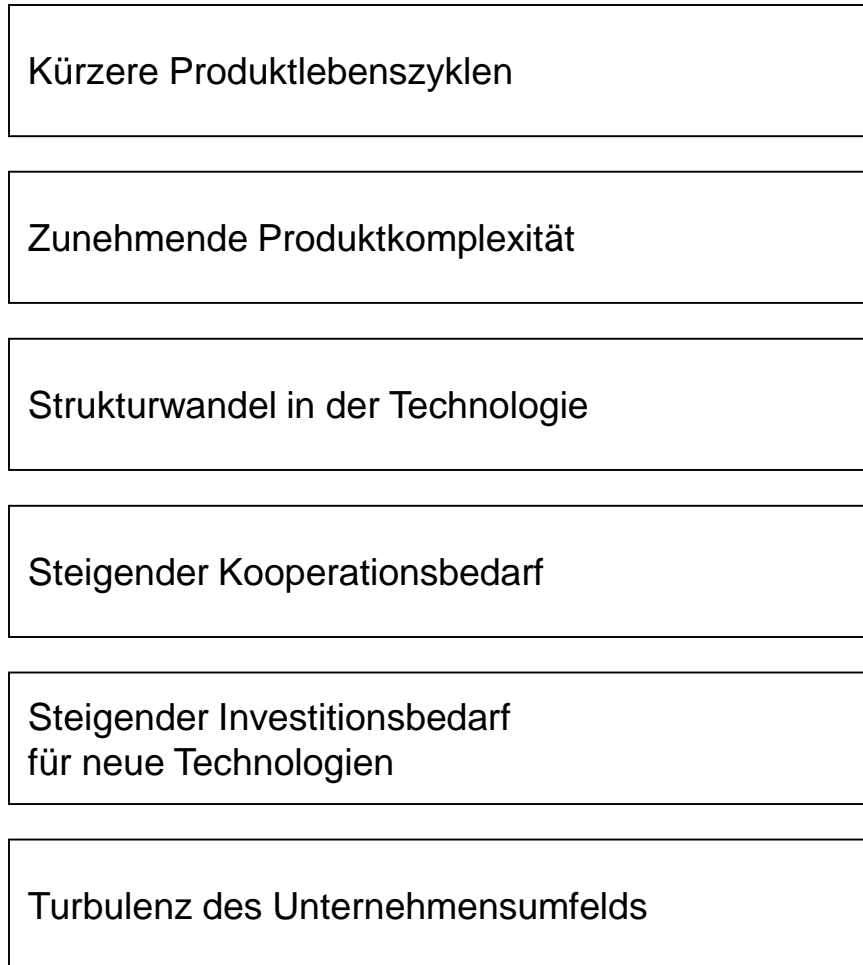 Kürzere Produktlebenszyklen
Zunehmende Produktkomplexität
Strukturwandel in der Technologie
Steigender Kooperationsbedarf
Steigender Investitionsbedarf
für neue Technologien
Turbulenz des Unternehmensumfelds